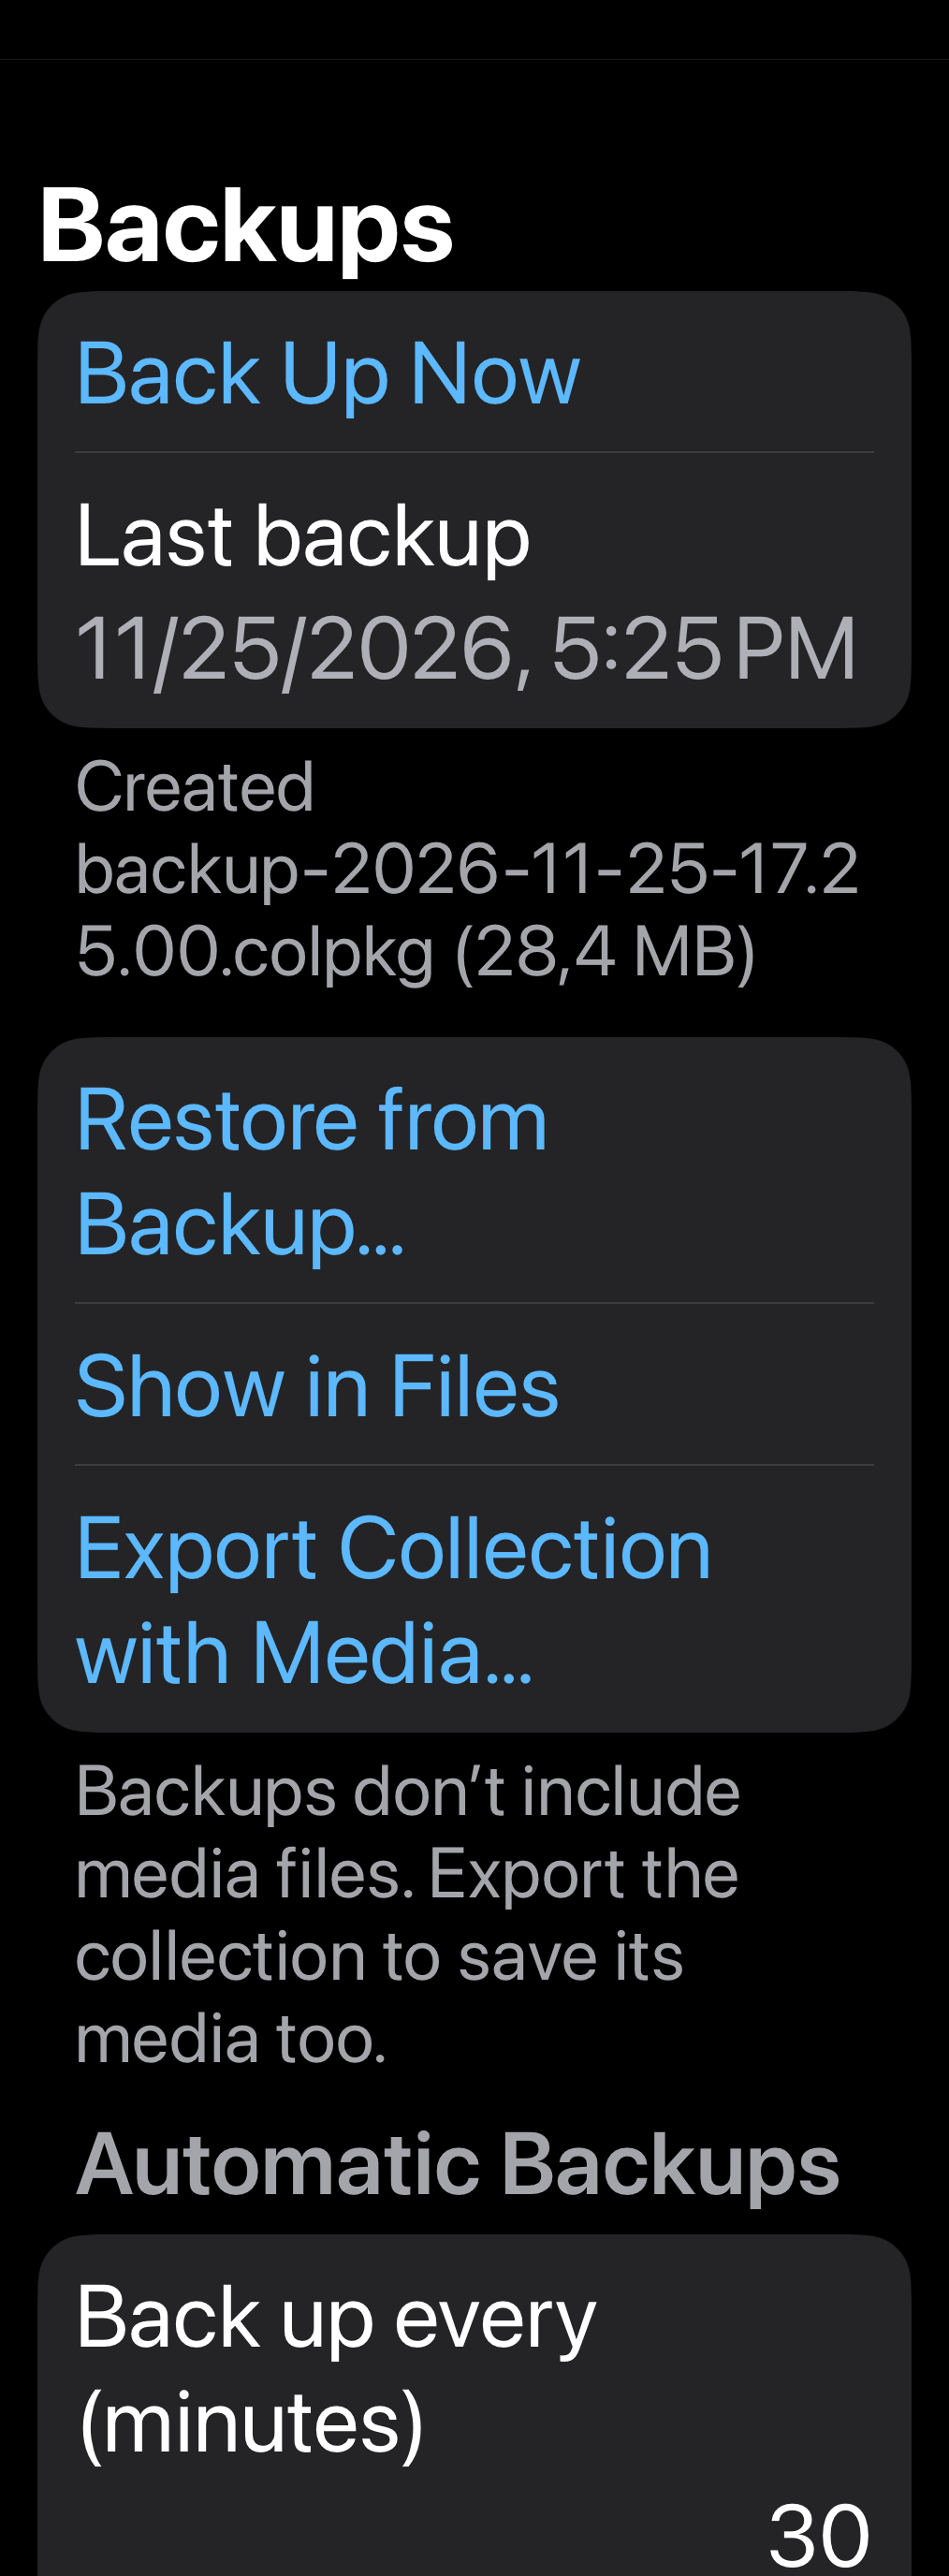 Backups
Back Up Now
Last backup
11/25/2026, 5:25 PM
Created
backup-2026-11-25-17.2
5.00.colpkg (28,4 MB)
Restore from
Backup...
Show in Files
Export Collection
with Media...
Backups don’t include
media files. Export the
collection to save its
media too.
Automatic Backups
Back up every
(minutes)
30